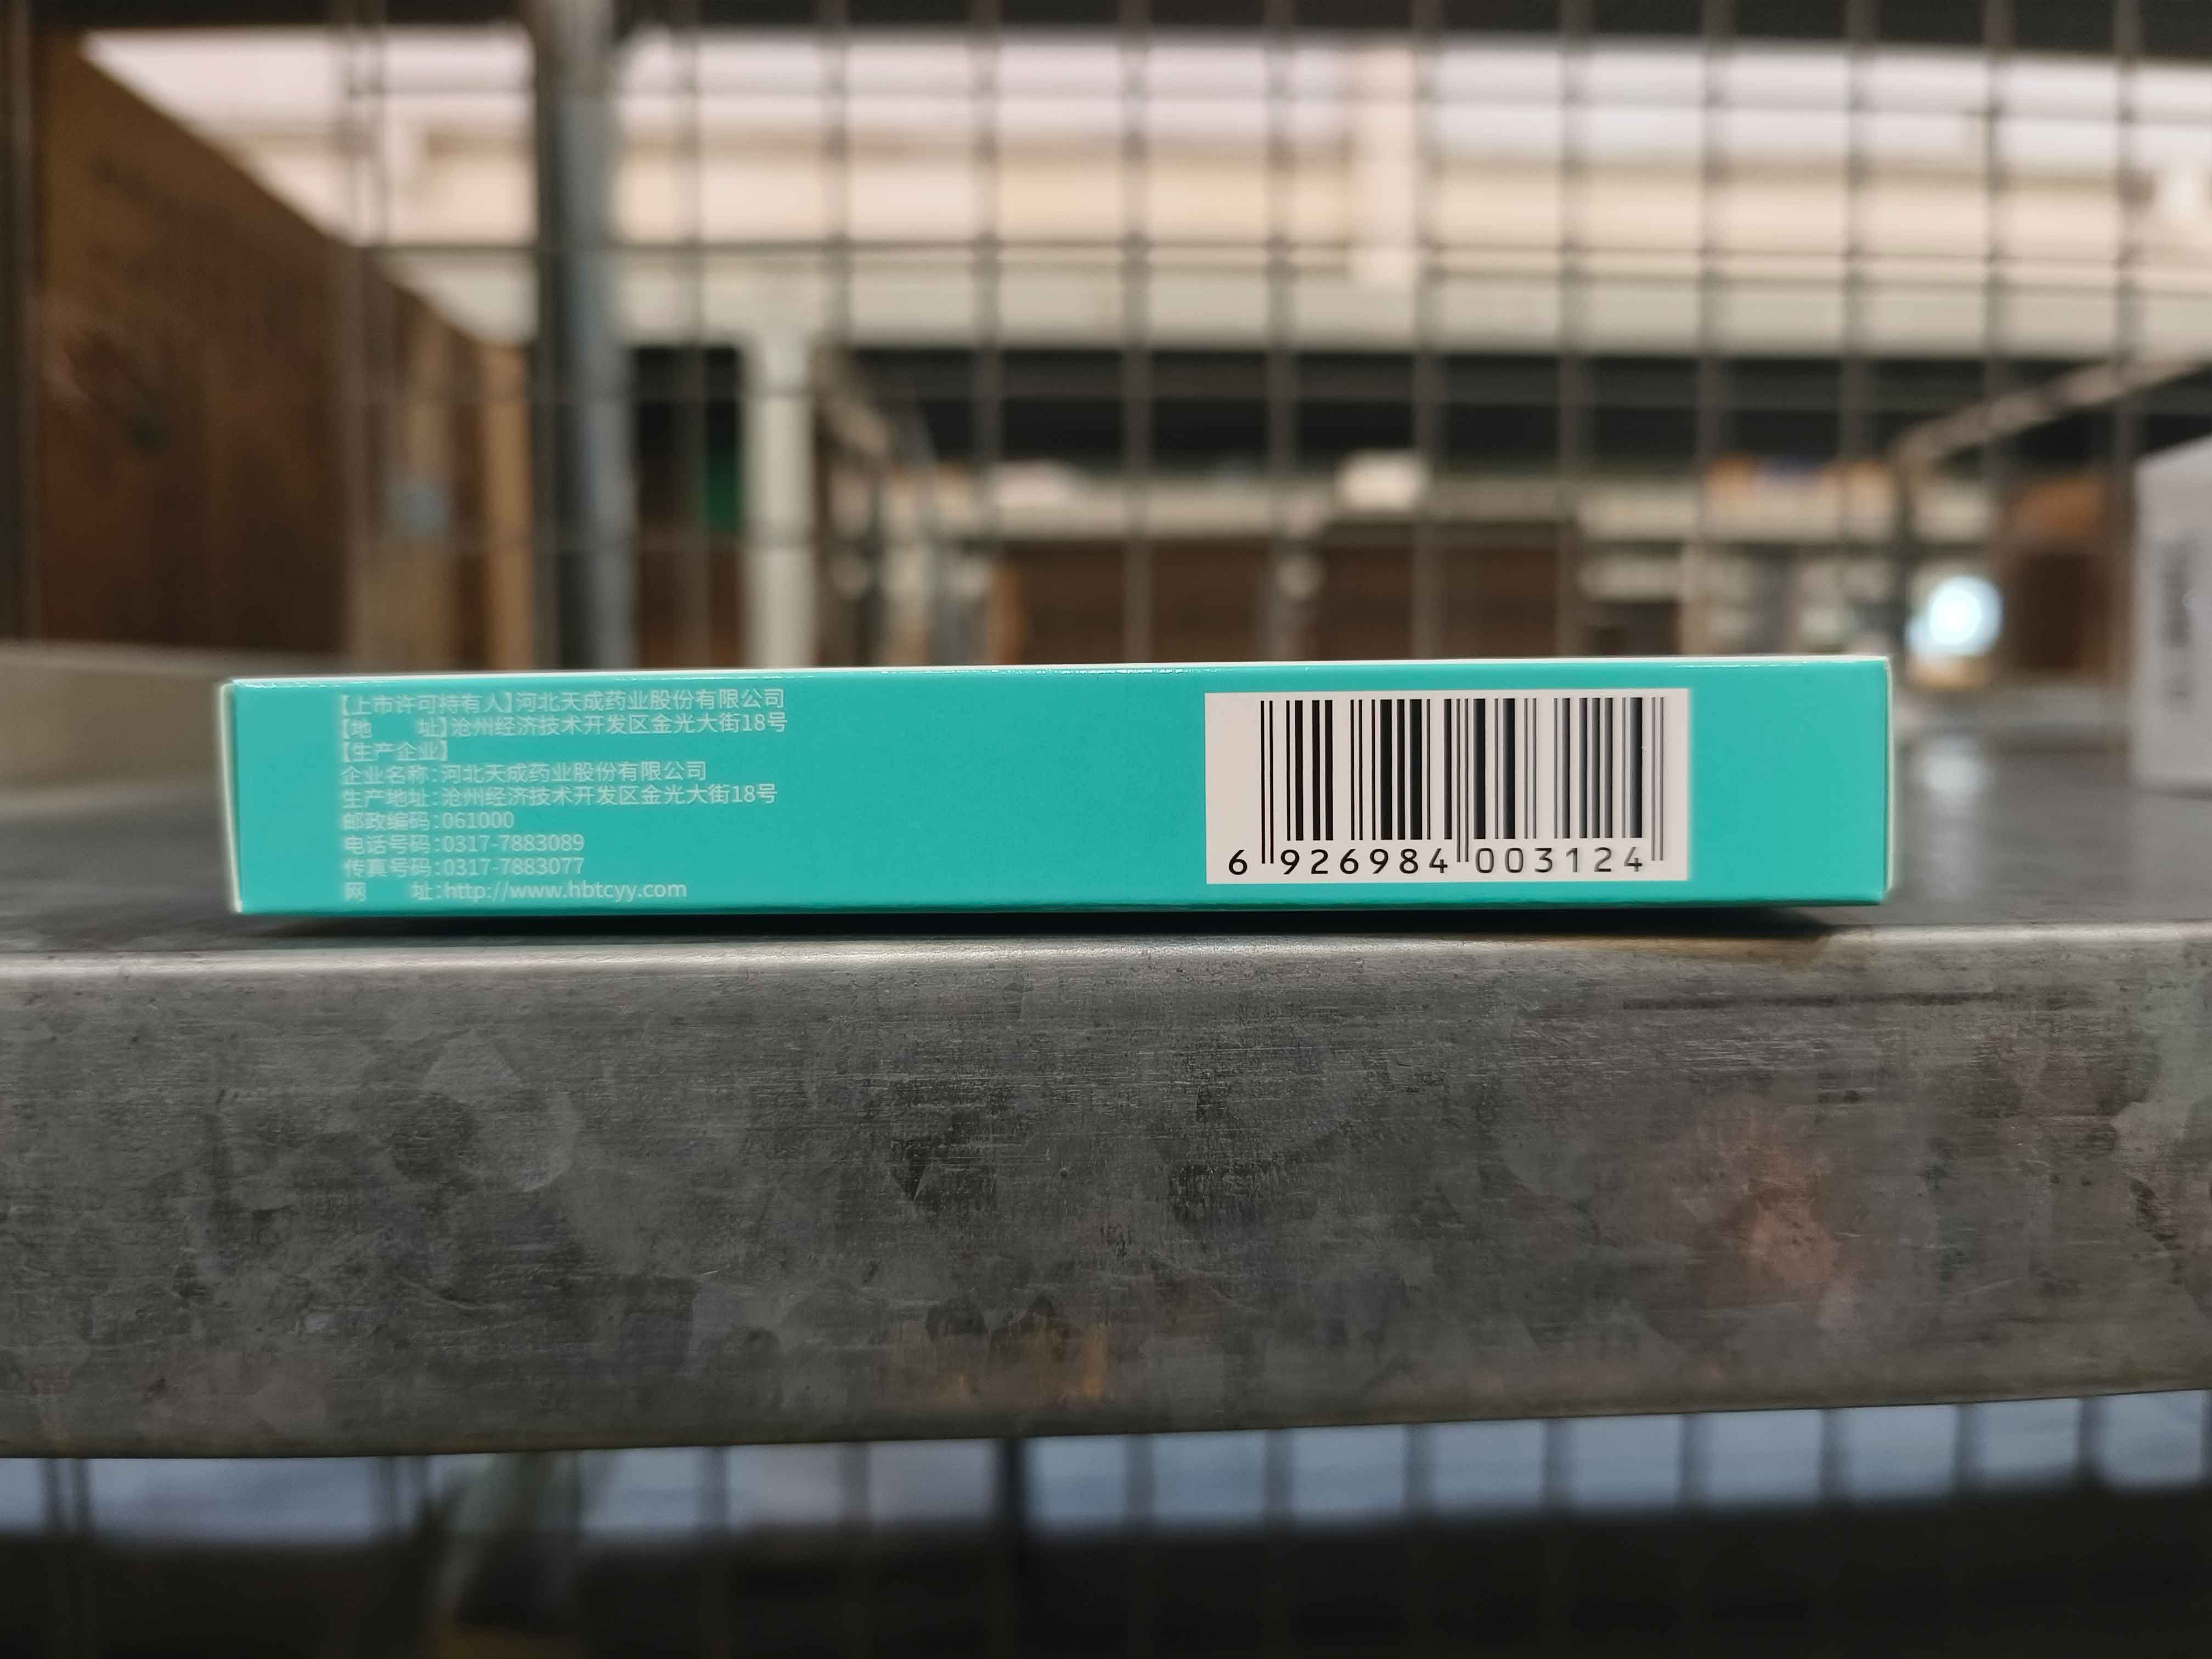 【上市许可持有人】河北天成药业股份有限公司
【地 址】沧州经济技术开发区金光大街18号
【生产企业】
企业名称:河北天成药业股份有限公司
生产地址:沧州经济技术开发区金光大街18号
邮政编码:061000
电话号码:0317-7883089
传真号码:0317-7883077
网 址:http://www.hbtcyy.com
6 926984 003124